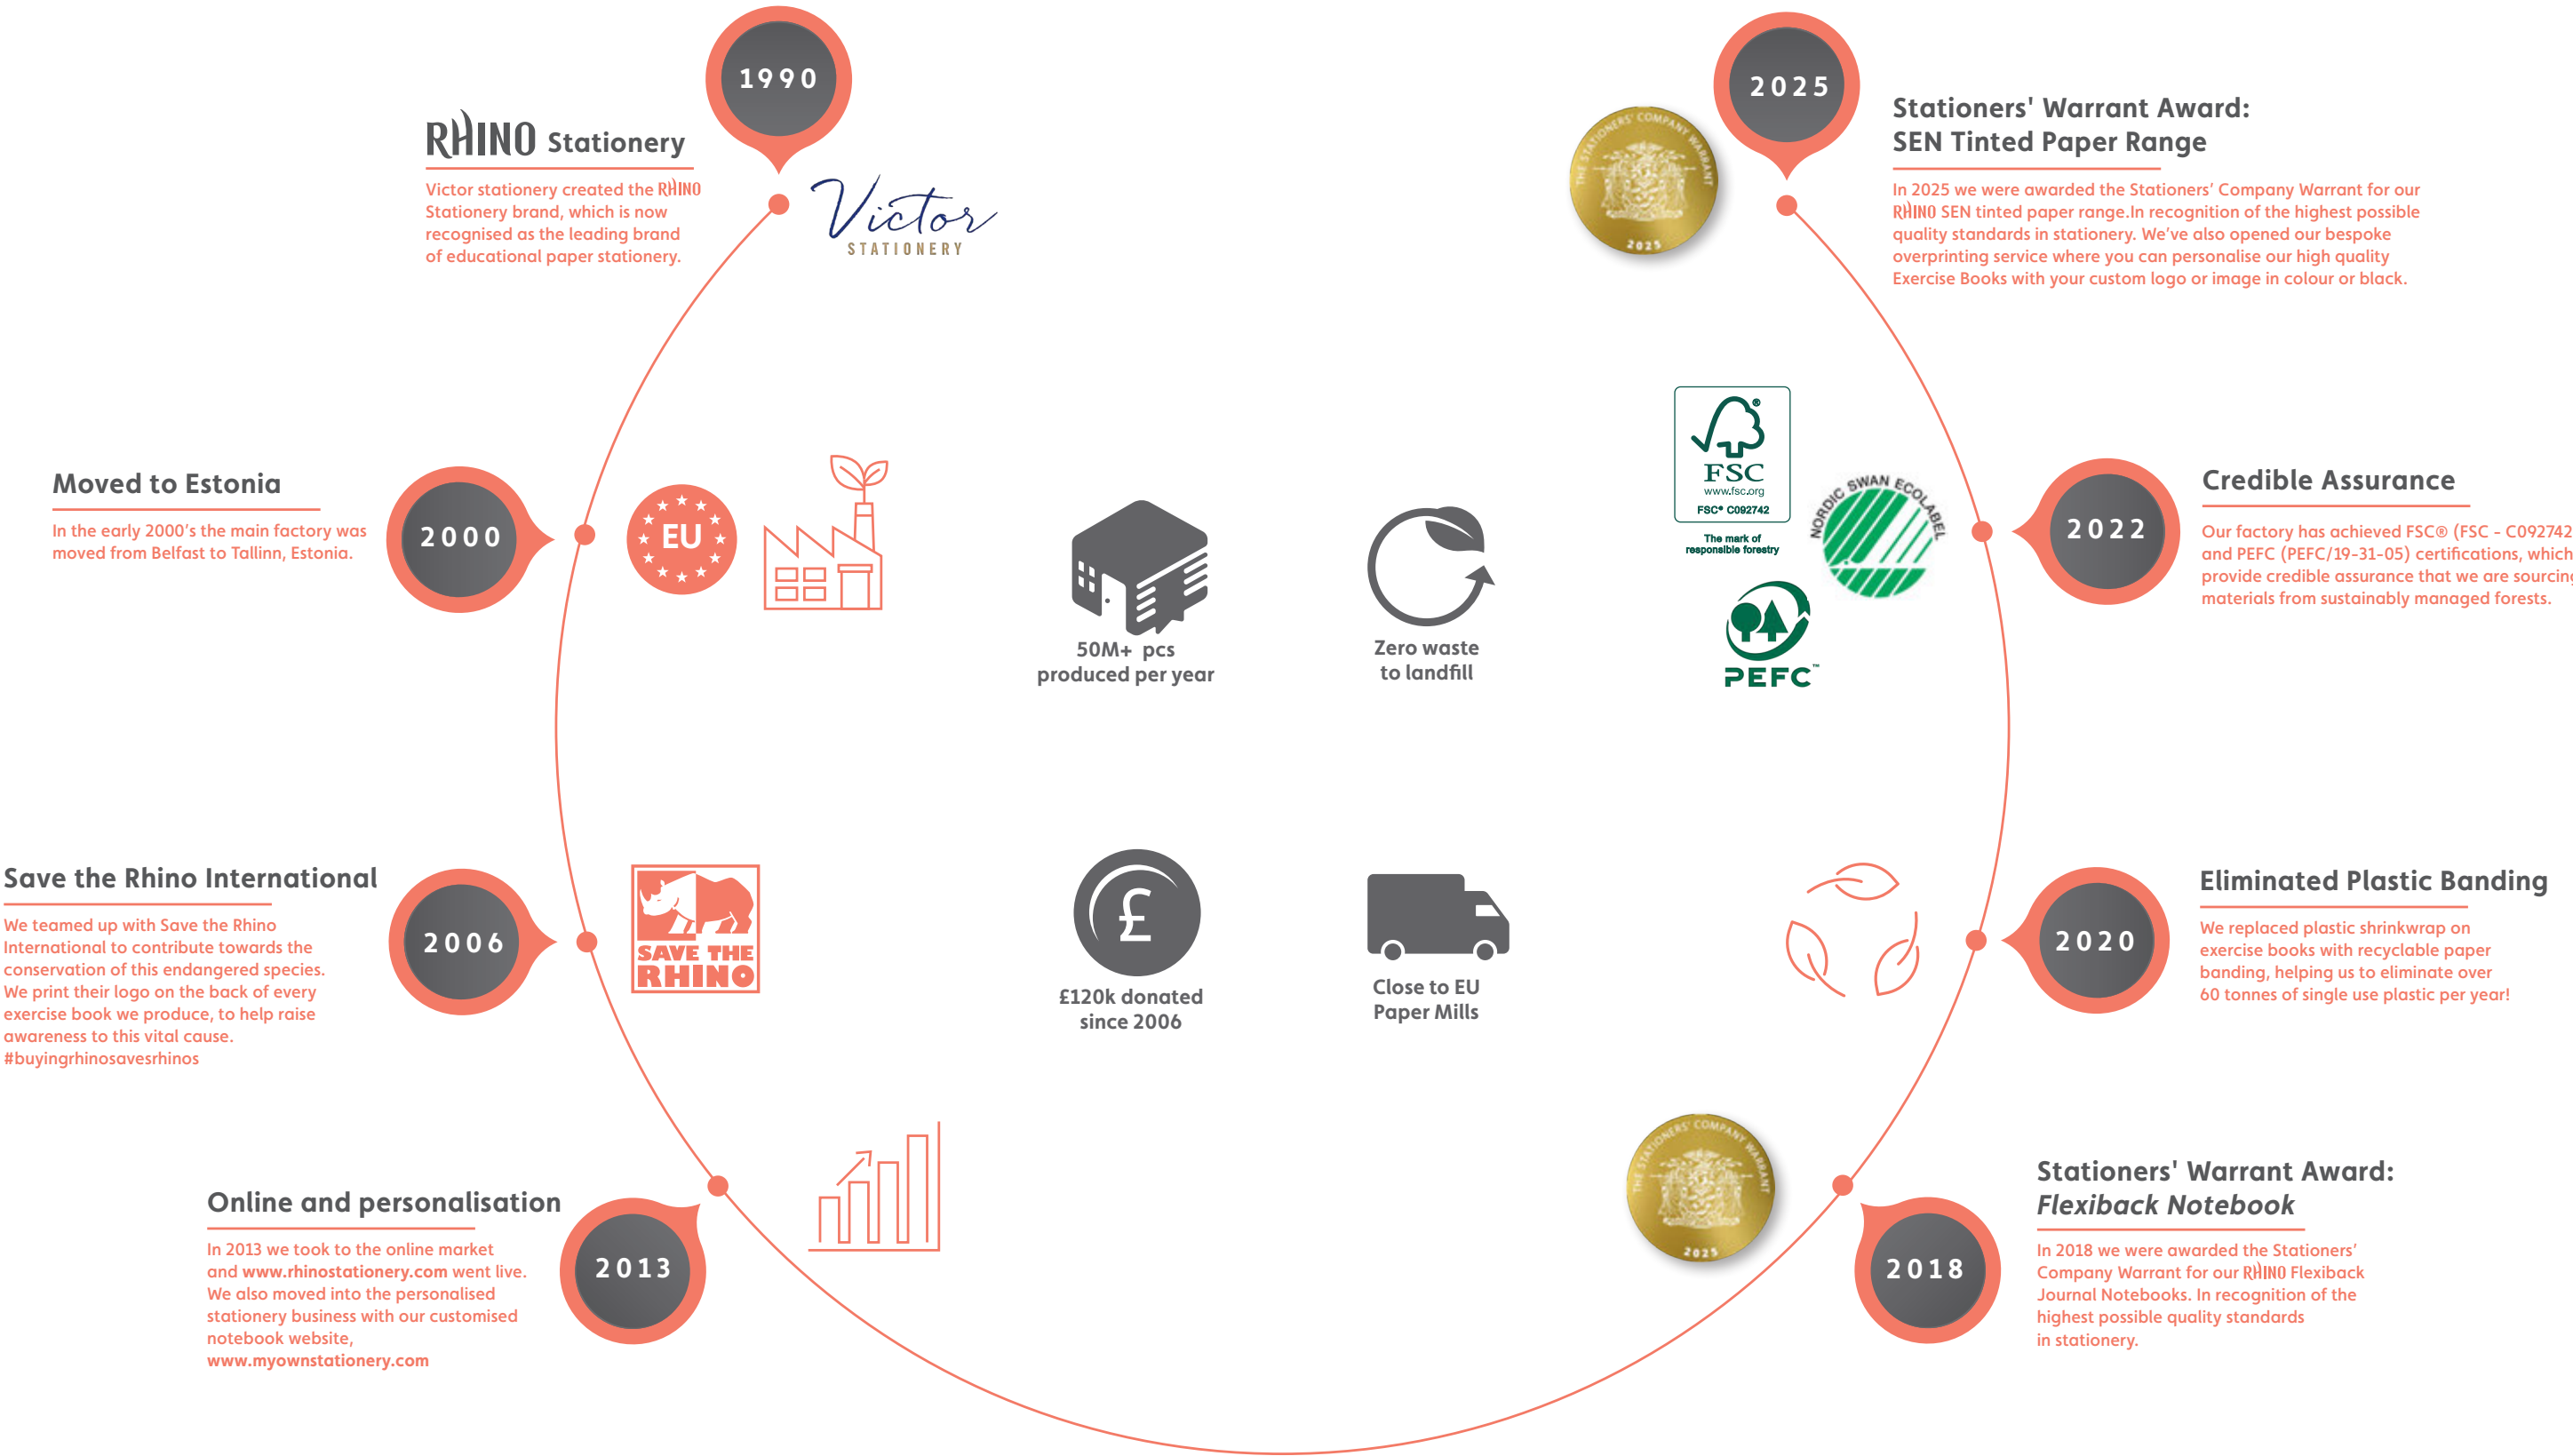 1990
RHINO Stationery
Victor stationery created the RHINO
Stationery brand, which is now
recognised as the leading brand
of educational paper stationery.
Victor
STATIONERY
Moved to Estonia
In the early 2000's the main factory was
moved from Belfast to Tallinn, Estonia.
2000
EU
Save the Rhino International
We teamed up with Save the Rhino
International to contribute towards the
conservation of this endangered species.
We print their logo on the back of every
exercise book we produce, to help raise
awareness to this vital cause.
#buyingrhinosavesrhinos
2006
SAVE THE
RHINO
Online and personalisation
In 2013 we took to the online market
and www.rhinostationery.com went live.
We also moved into the personalised
stationery business with our customised
notebook website,
www.myownstationery.com
2013
50M+ pcs
produced per year
Zero waste
to landfill
£
£120k donated
since 2006
Close to EU
Paper Mills
2025
THE STATIONERS' COMPANY WARRANT
2025
Stationers' Warrant Award:
SEN Tinted Paper Range
In 2025 we were awarded the Stationers' Company Warrant for our
RHINO SEN tinted paper range.In recognition of the highest possible
quality standards in stationery. We've also opened our bespoke
overprinting service where you can personalise our high quality
Exercise Books with your custom logo or image in colour or black.
FSC
www.fsc.org
FSC® C092742
The mark of
responsible forestry
NORDIC SWAN ECOLABEL
PEFC™
2022
Credible Assurance
Our factory has achieved FSC® (FSC - C092742
and PEFC (PEFC/19-31-05) certifications, which
provide credible assurance that we are sourcing
materials from sustainably managed forests.
2020
Eliminated Plastic Banding
We replaced plastic shrinkwrap on
exercise books with recyclable paper
banding, helping us to eliminate over
60 tonnes of single use plastic per year!
THE STATIONERS' COMPANY WARRANT
2025
2018
Stationers' Warrant Award:
Flexiback Notebook
In 2018 we were awarded the Stationers'
Company Warrant for our RHINO Flexiback
Journal Notebooks. In recognition of the
highest possible quality standards
in stationery.